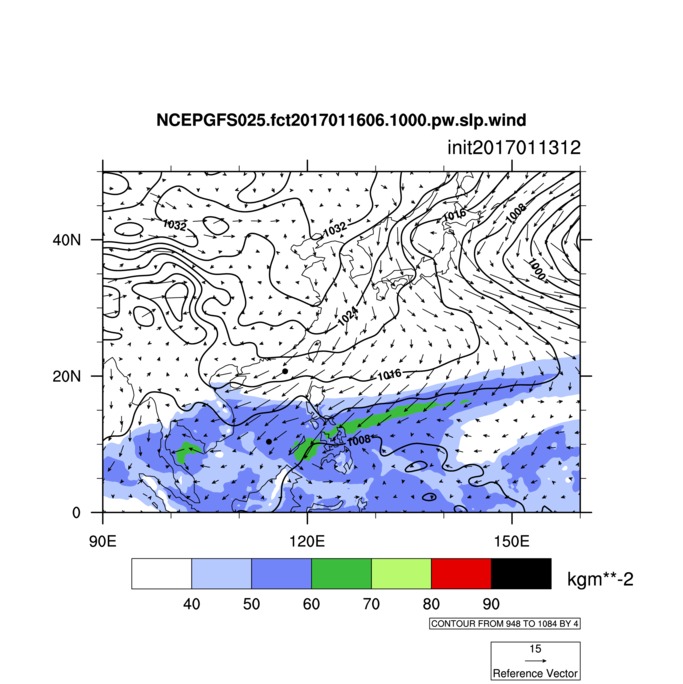 NCEPGFS025.fct2017011606.1000.pw.slp.wind
init2017011312
1032
1032
1016
1008
1000
1024
1016
1008
40N
20N
0
90E 120E 150E
40 50 60 70 80 90
kgm**-2
CONTOUR FROM 948 TO 1084 BY 4
15
Reference Vector